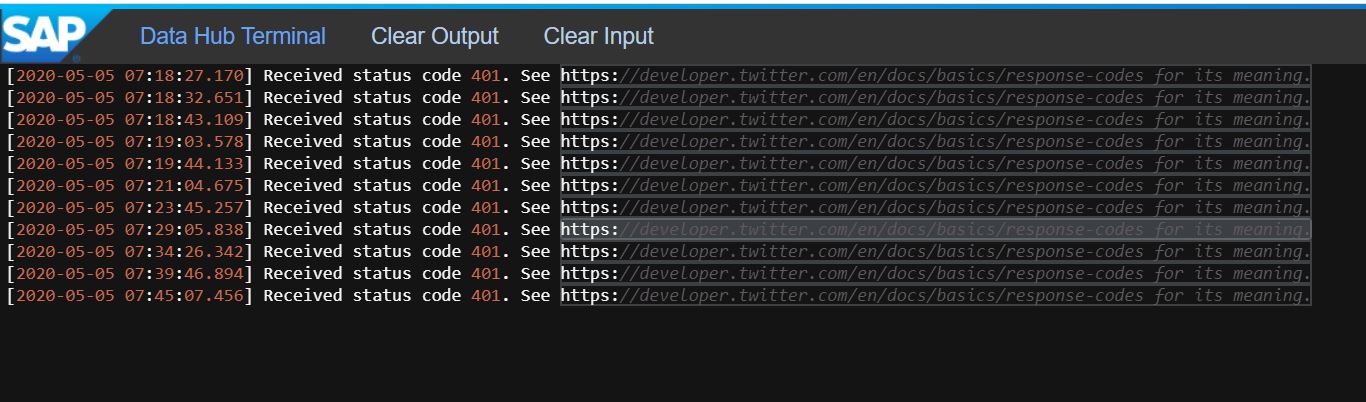 SAP ®
Data Hub Terminal Clear Output Clear Input
[2020-05-05 07:18:27.170] Received status code 401. See https://developer.twitter.com/en/docs/basics/response-codes for its meaning.
[2020-05-05 07:18:32.651] Received status code 401. See https://developer.twitter.com/en/docs/basics/response-codes for its meaning.
[2020-05-05 07:18:43.109] Received status code 401. See https://developer.twitter.com/en/docs/basics/response-codes for its meaning.
[2020-05-05 07:19:03.578] Received status code 401. See https://developer.twitter.com/en/docs/basics/response-codes for its meaning.
[2020-05-05 07:19:44.133] Received status code 401. See https://developer.twitter.com/en/docs/basics/response-codes for its meaning.
[2020-05-05 07:21:04.675] Received status code 401. See https://developer.twitter.com/en/docs/basics/response-codes for its meaning.
[2020-05-05 07:23:45.257] Received status code 401. See https://developer.twitter.com/en/docs/basics/response-codes for its meaning.
[2020-05-05 07:29:05.838] Received status code 401. See https://developer.twitter.com/en/docs/basics/response-codes for its meaning.
[2020-05-05 07:34:26.342] Received status code 401. See https://developer.twitter.com/en/docs/basics/response-codes for its meaning.
[2020-05-05 07:39:46.894] Received status code 401. See https://developer.twitter.com/en/docs/basics/response-codes for its meaning.
[2020-05-05 07:45:07.456] Received status code 401. See https://developer.twitter.com/en/docs/basics/response-codes for its meaning.